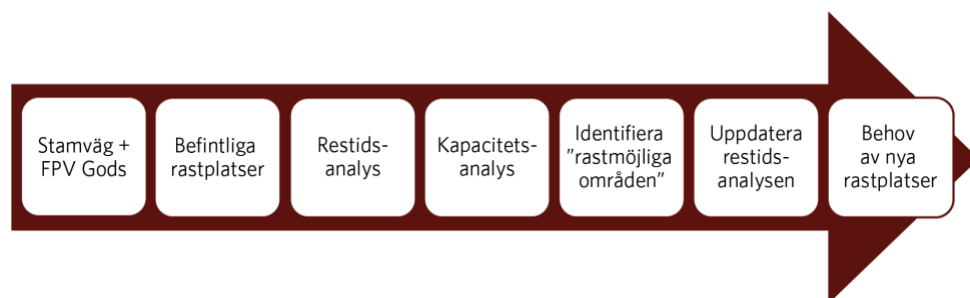 Stamväg +
FPV Gods
Befintliga
rastplatser
Restids-
analys
Kapacitets-
analys
Identifiera
”rastmöjliga
områden”
Uppdatera
restids-
analysen
Behov
av nya
rastplatser